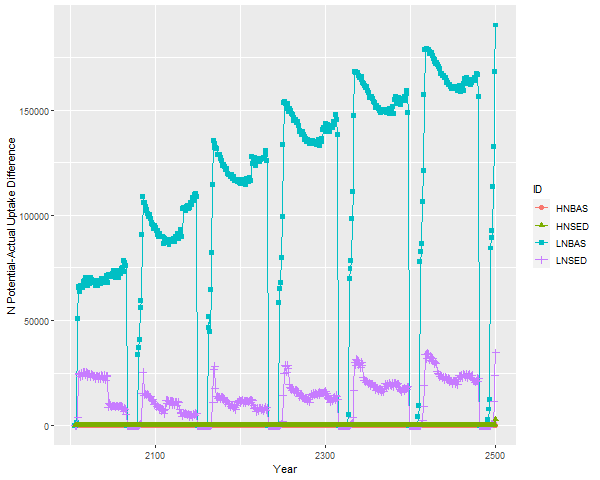 150000
100000
50000
0
N Potential-Actual Uptake Difference
2100
2300
2500
Year
ID
HNBAS
HNSED
LNBAS
LNSED